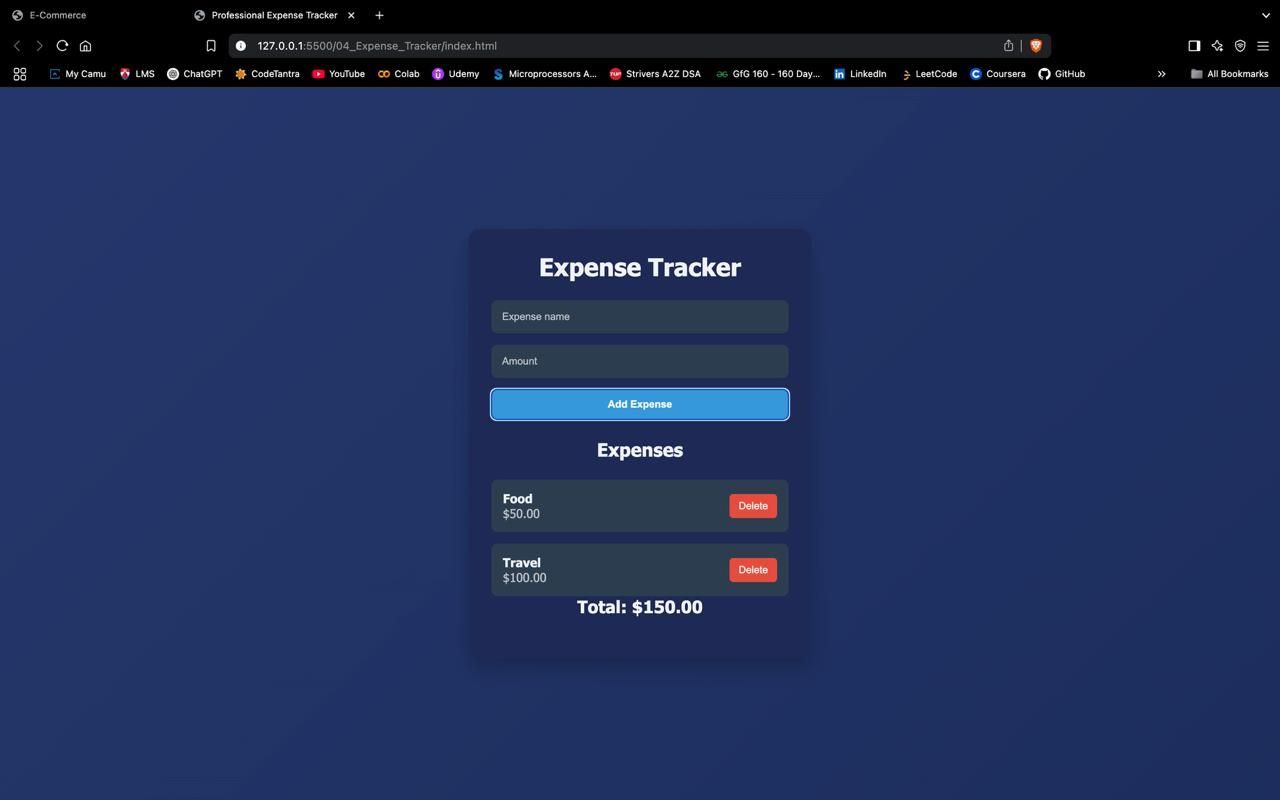 E-Commerce
Professional Expense Tracker
127.0.0.1:5500/04_Expense_Tracker/index.html
My Camu LMS ChatGPT CodeTantra YouTube Colab Udemy Microprocessors A... Strivers A2Z DSA GfG 160 - 160 Day... LinkedIn LeetCode Coursera GitHub All Bookmarks
Expense Tracker
Expense name
Amount
Add Expense
Expenses
Food
$50.00
Delete
Travel
$100.00
Delete
Total: $150.00